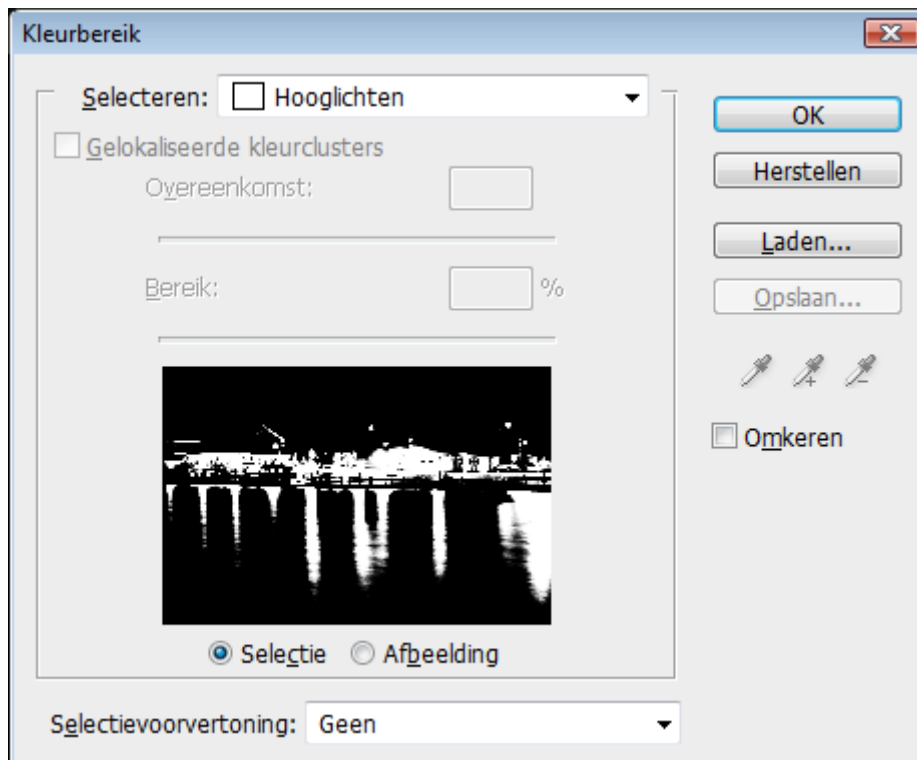 Kleurbereik
Selecteren: Hooglichten
Gelokaliseerde kleurclusters
Overeenkomst:
Bereik: %
Selectie Afbeelding
Selectievoorvertoning: Geen
OK
Herstellen
Laden...
Opslaan...
Omkeren